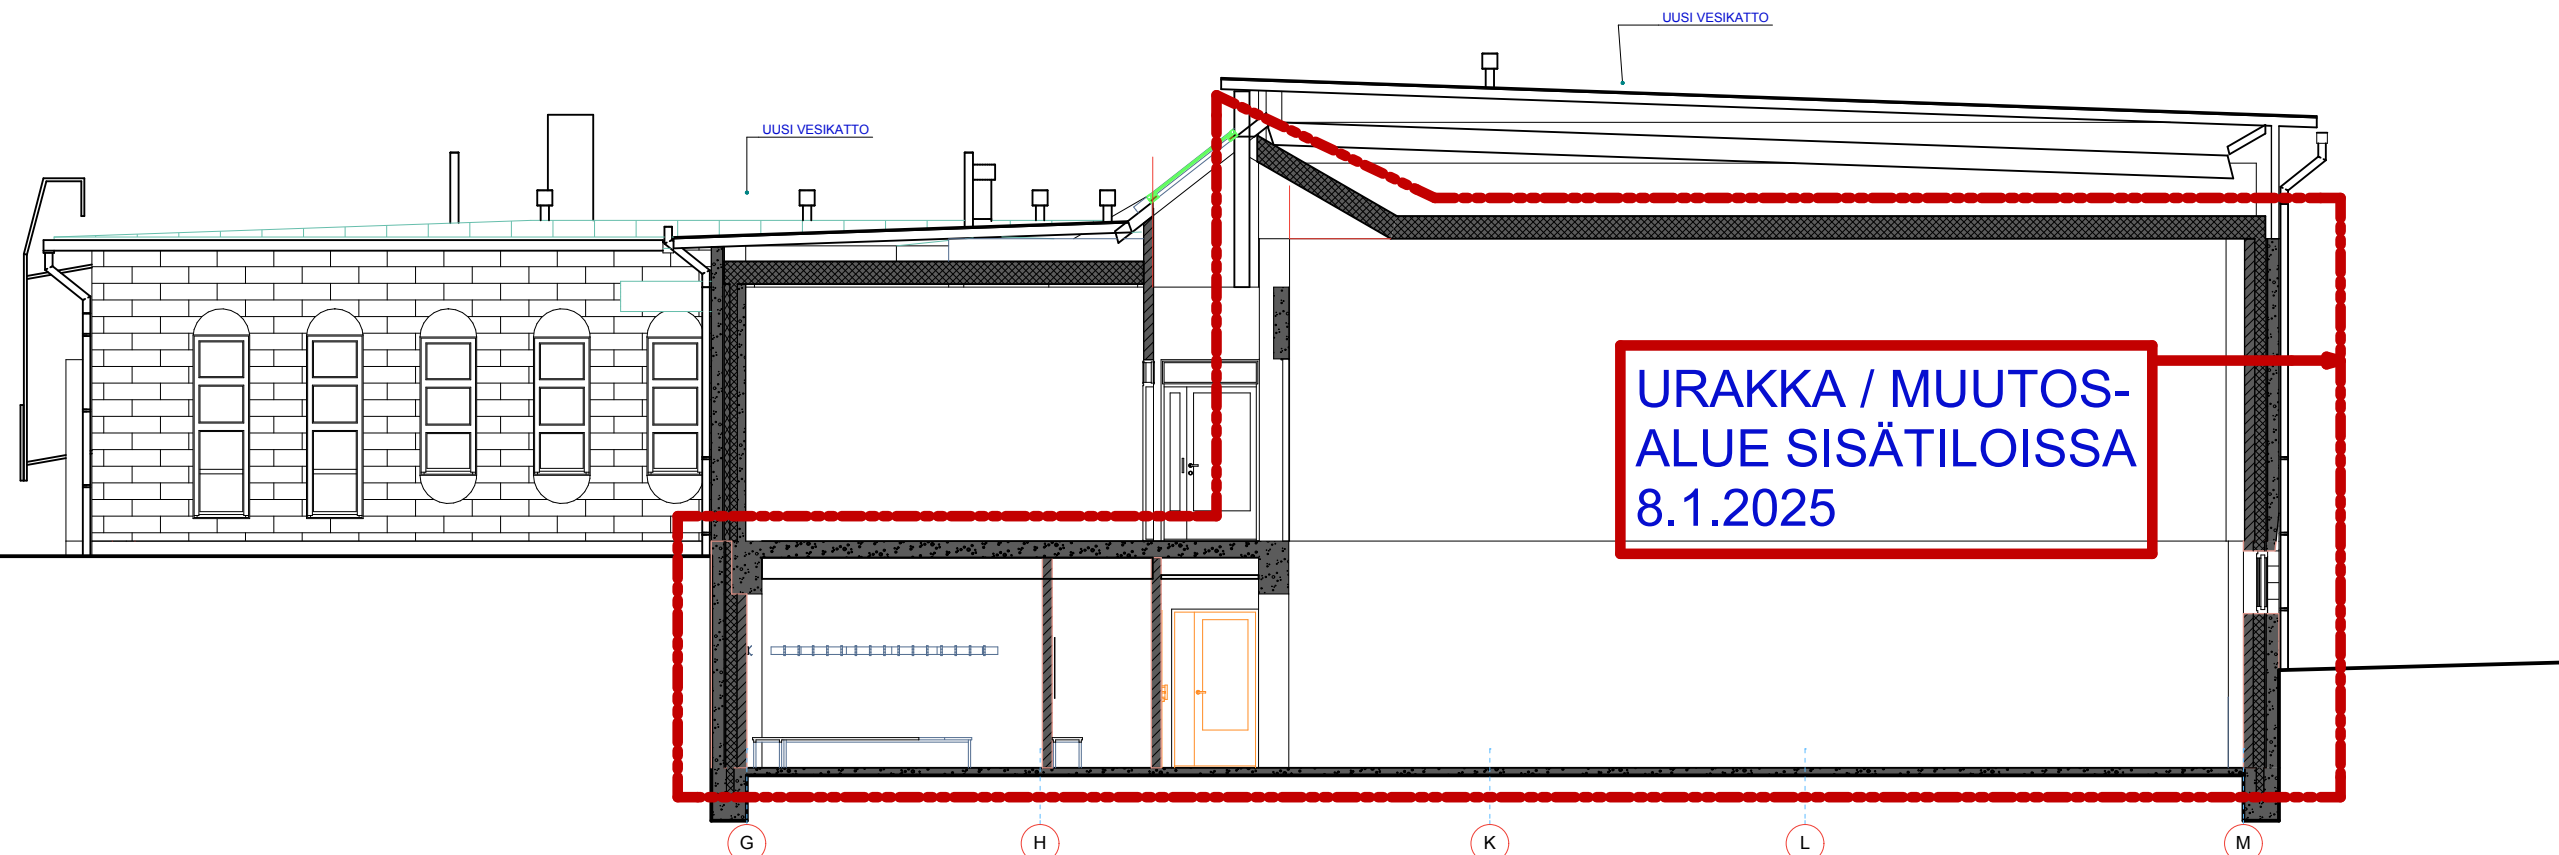 UUSI VESIKATTO
UUSI VESIKATTO
URAKKA / MUUTOS-
ALUE SISÄTILOISSA
8.1.2025
G
H
K
L
M